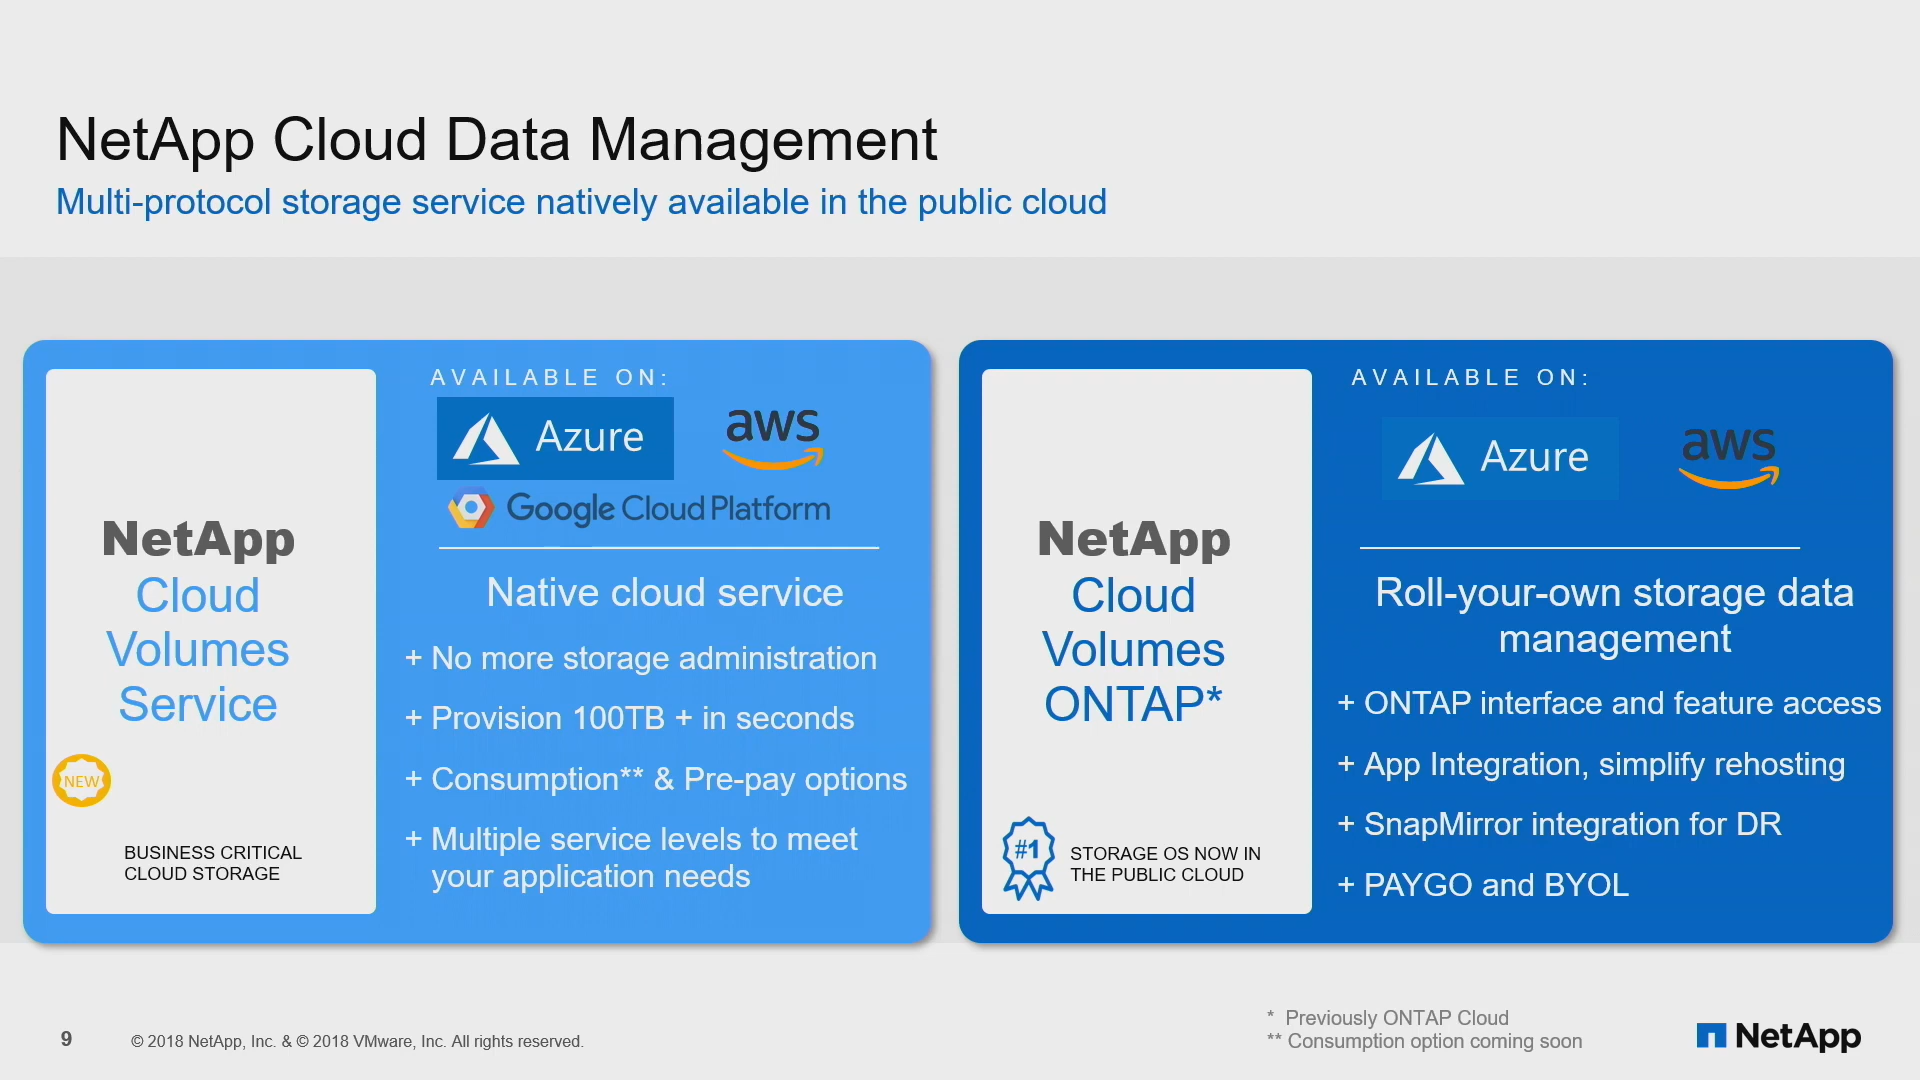 NetApp Cloud Data Management
Multi-protocol storage service natively available in the public cloud
NetApp
Cloud
Volumes
Service
NEW
BUSINESS CRITICAL
CLOUD STORAGE
AVAILABLE ON:
Azure
aws
Google Cloud Platform
Native cloud service
+ No more storage administration
+ Provision 100TB + in seconds
+ Consumption** & Pre-pay options
+ Multiple service levels to meet
your application needs
NetApp
Cloud
Volumes
ONTAP*
#1
STORAGE OS NOW IN
THE PUBLIC CLOUD
AVAILABLE ON:
Azure
aws
Roll-your-own storage data
management
+ ONTAP interface and feature access
+ App Integration, simplify rehosting
+ SnapMirror integration for DR
+ PAYGO and BYOL
* Previously ONTAP Cloud
** Consumption option coming soon
9
© 2018 NetApp, Inc. & © 2018 VMware, Inc. All rights reserved.
NetApp